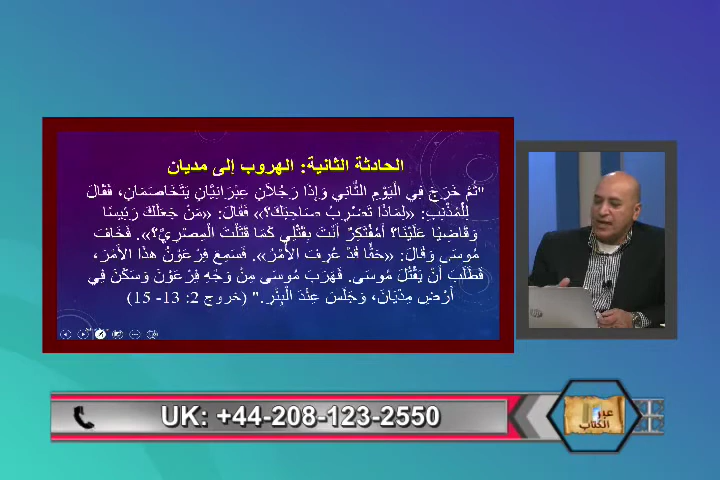 الحادثة الثانية: الهروب إلى مديان
"ثُمَّ خَرَجَ فِي الْيَوْمِ الثَّانِي وَإِذَا رَجُلاَنِ عِبْرَانِيَّانِ يَتَخَاصَمَانِ، فَقَالَ
لِلْمُذْنِبِ: «لِمَاذَا تَضْرِبُ صَاحِبَكَ؟» فَقَالَ: «مَنْ جَعَلَكَ رَئِيسًا
وَقَاضِيًا عَلَيْنَا؟ أَمُفْتَكِرٌ أَنْتَ بِقَتْلِي كَمَا قَتَلْتَ الْمِصْرِيَّ؟». فَخَافَ
مُوسَى وَقَالَ: «حَقًّا قَدْ عُرِفَ الأَمْرُ». فَسَمِعَ فِرْعَوْنُ هذَا الأَمْرَ،
فَطَلَبَ أَنْ يَقْتُلَ مُوسَى. فَهَرَبَ مُوسَى مِنْ وَجْهِ فِرْعَوْنَ وَسَكَنَ فِي
أَرْضِ مِدْيَانَ، وَجَلَسَ عِنْدَ الْبِئْرِ." (خروج 2: 13- 15)
UK: +44-208-123-2550
عبر
الكتاب